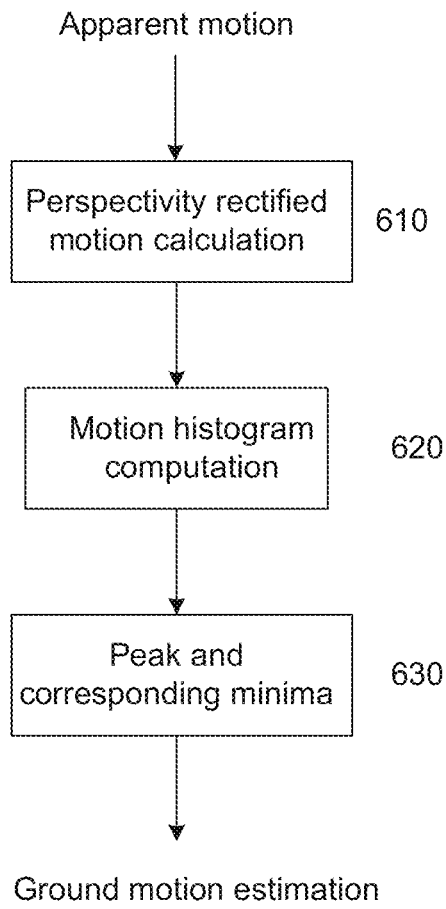 Apparent motion
Perspectivity rectified
motion calculation
610
Motion histogram
computation
620
Peak and
corresponding minima
630
Ground motion estimation